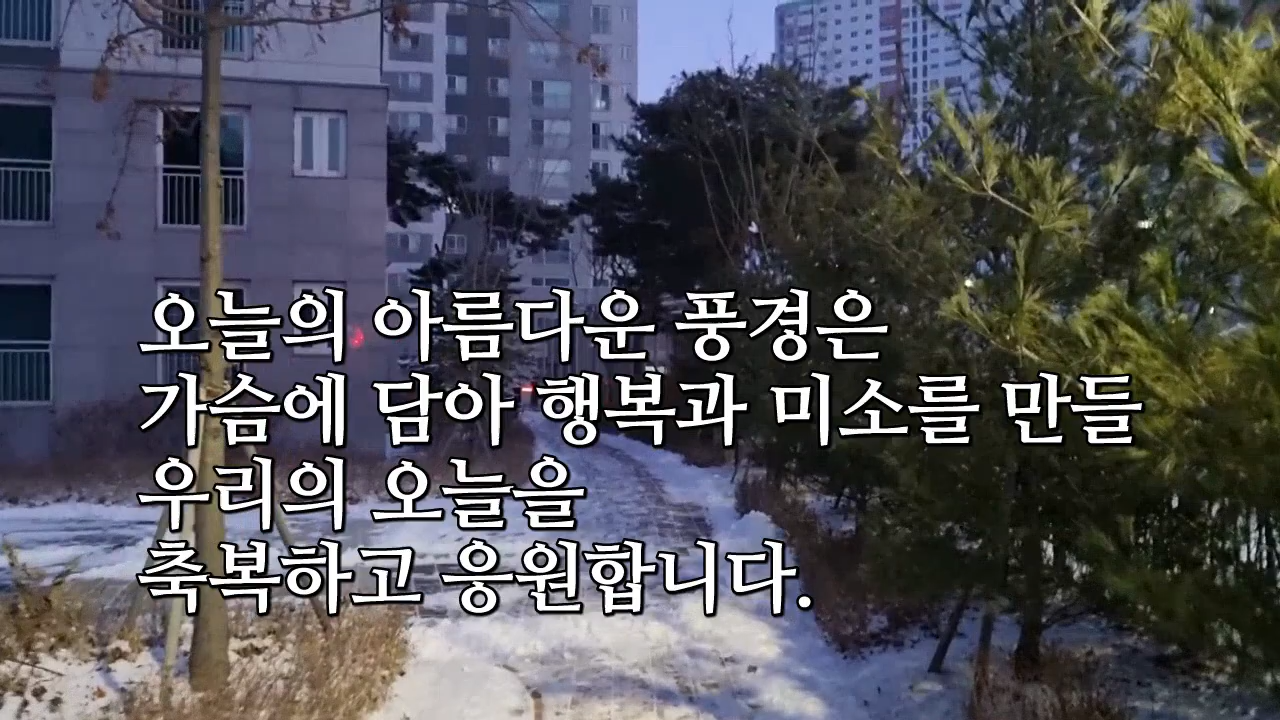 오늘의 아름다운 풍경은
가슴에 담아 행복과 미소를 만들
우리의 오늘을
축복하고 응원합니다.